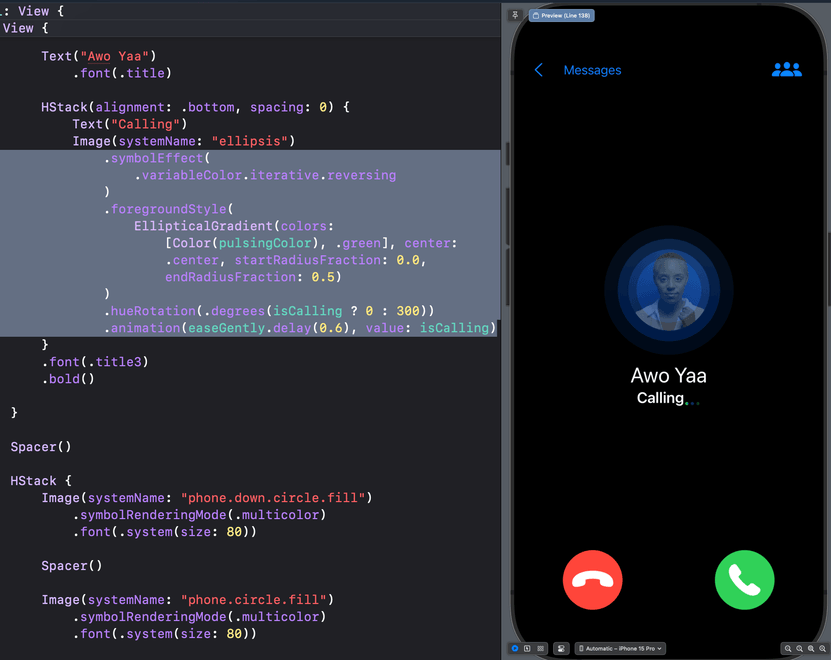 : View {
View {
Text("Awo Yaa")
.font(.title)
HStack(alignment: .bottom, spacing: 0) {
Text("Calling")
Image(systemName: "ellipsis")
.symbolEffect(
.variableColor.iterative.reversing
)
.foregroundStyle(
EllipticalGradient(colors:
[Color(pulsingColor), .green], center:
.center, startRadiusFraction: 0.0,
endRadiusFraction: 0.5)
)
.hueRotation(.degrees(isCalling ? 0 : 300))
.animation(easeGently.delay(0.6), value: isCalling)
}
.font(.title3)
.bold()
}
Spacer()
HStack {
Image(systemName: "phone.down.circle.fill")
.symbolRenderingMode(.multicolor)
.font(.system(size: 80))
Spacer()
Image(systemName: "phone.circle.fill")
.symbolRenderingMode(.multicolor)
.font(.system(size: 80))
Preview (Line 138)
Messages
Awo Yaa
Calling...
Automatic – iPhone 15 Pro